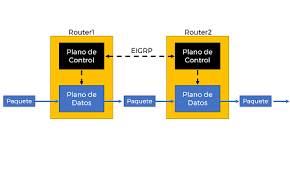 Router1
Router2
Plano de
Control
EIGRP
Plano de
Control
Paquete
Plano de
Datos
Paquete
Plano de
Datos
Paquete